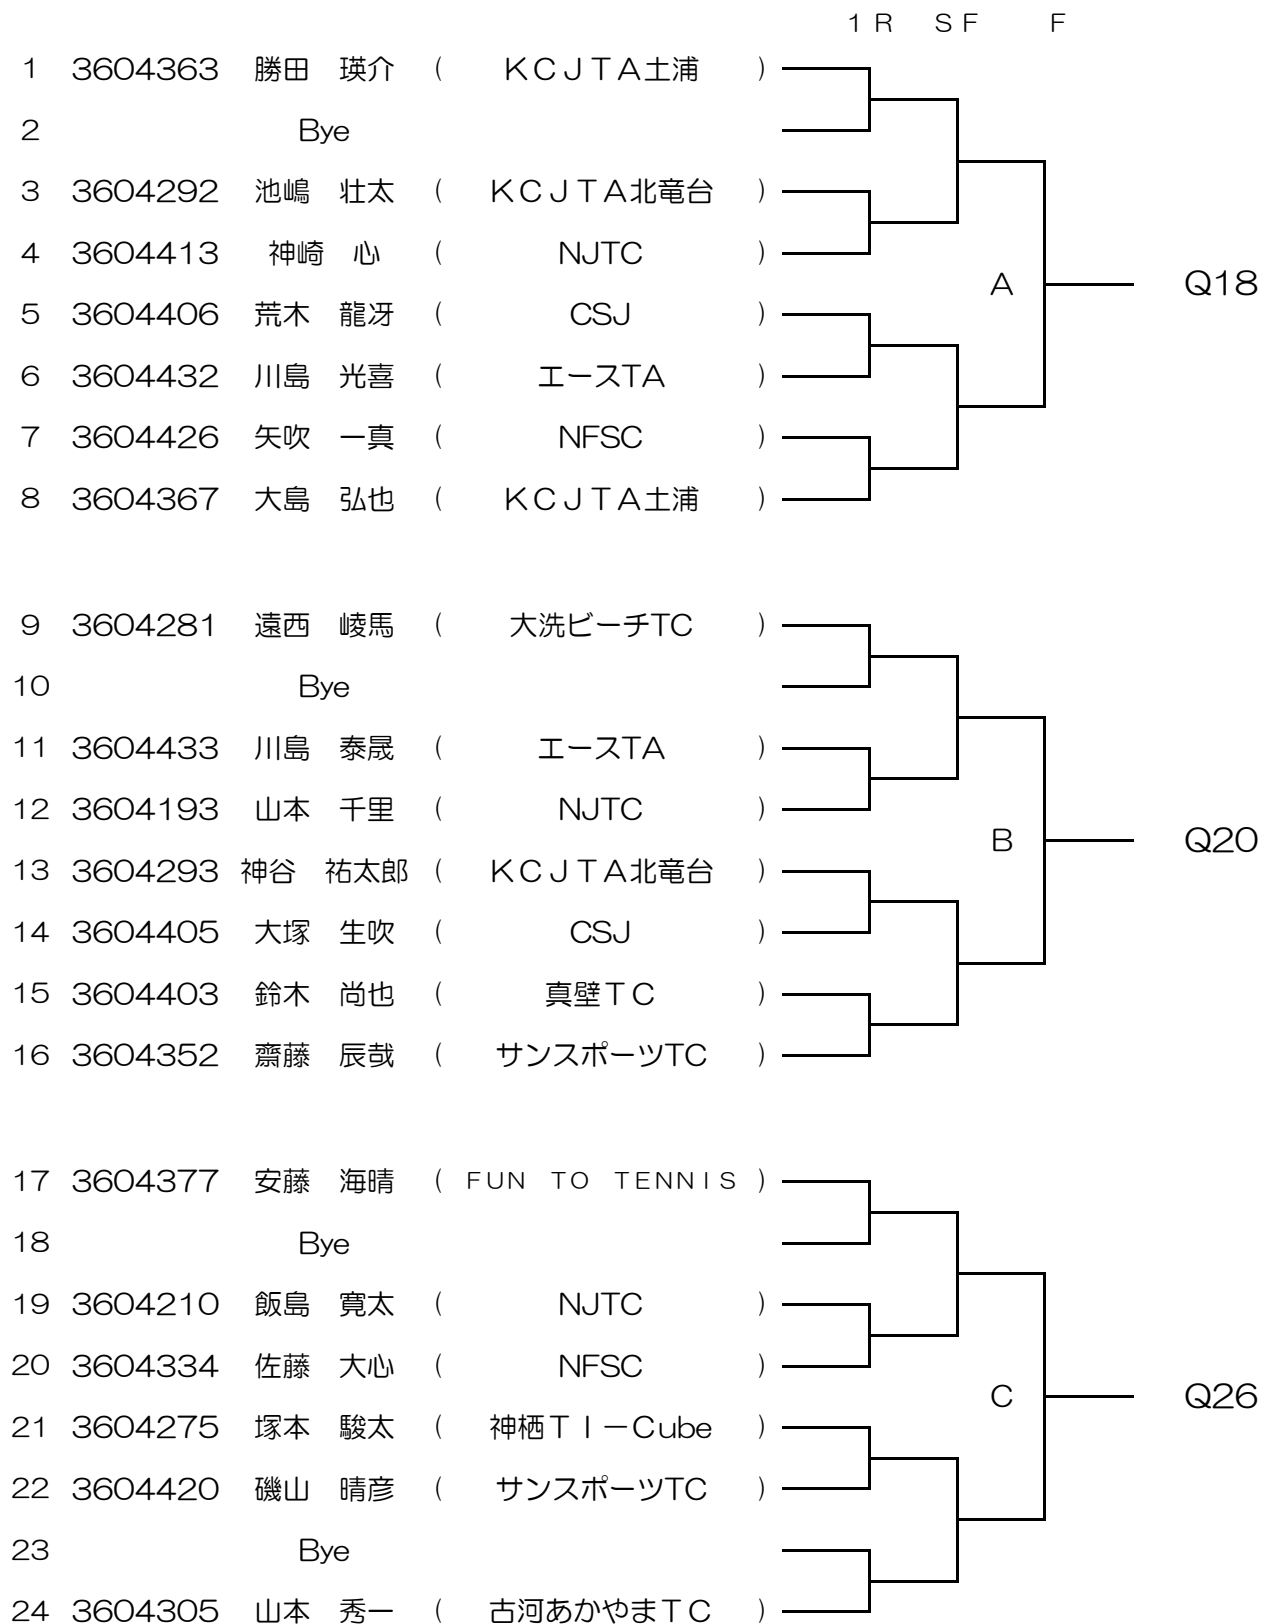 １Ｒ ＳＦ Ｆ
1 3604363 勝田 瑛介 ( ＫＣＪＴＡ土浦 )
2 Bye
3 3604292 池嶋 壮太 ( ＫＣＪＴＡ北竜台 )
4 3604413 神崎 心 ( NJTC )
A Q18
5 3604406 荒木 龍冴 ( CSJ )
6 3604432 川島 光喜 ( エースTA )
7 3604426 矢吹 一真 ( NFSC )
8 3604367 大島 弘也 ( ＫＣＪＴＡ土浦 )
9 3604281 遠西 崚馬 ( 大洗ビーチTC )
10 Bye
11 3604433 川島 泰晟 ( エースTA )
12 3604193 山本 千里 ( NJTC )
B Q20
13 3604293 神谷 祐太郎 ( ＫＣＪＴＡ北竜台 )
14 3604405 大塚 生吹 ( CSJ )
15 3604403 鈴木 尚也 ( 真壁ＴＣ )
16 3604352 齋藤 辰哉 ( サンスポーツTC )
17 3604377 安藤 海晴 ( ＦＵＮ ＴＯ ＴＥＮＮＩＳ )
18 Bye
19 3604210 飯島 寛太 ( NJTC )
20 3604334 佐藤 大心 ( NFSC )
C Q26
21 3604275 塚本 駿太 ( 神栖ＴＩ－Cube )
22 3604420 磯山 晴彦 ( サンスポーツTC )
23 Bye
24 3604305 山本 秀一 ( 古河あかやまＴＣ )